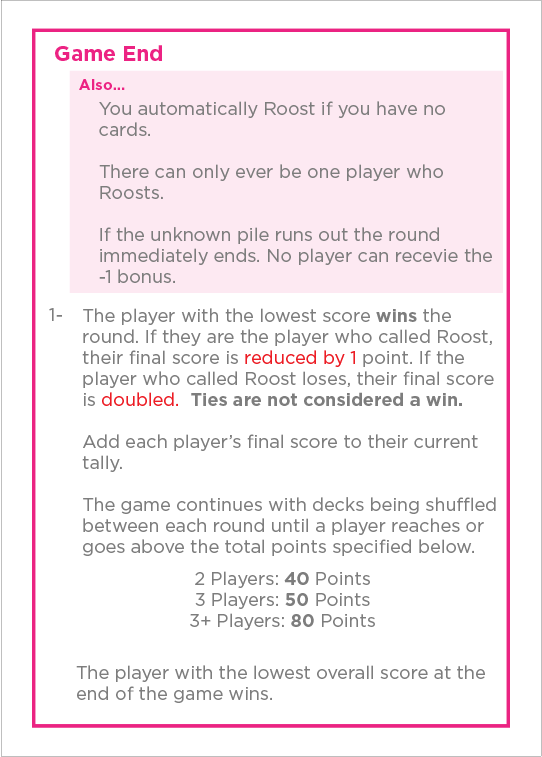 Game End
Also...
You automatically Roost if you have no
cards.
There can only ever be one player who
Roosts.
If the unknown pile runs out the round
immediately ends. No player can recevie the
-1 bonus.
1- The player with the lowest score wins the
round. If they are the player who called Roost,
their final score is reduced by 1 point. If the
player who called Roost loses, their final score
is doubled. Ties are not considered a win.
Add each player's final score to their current
tally.
The game continues with decks being shuffled
between each round until a player reaches or
goes above the total points specified below.
2 Players: 40 Points
3 Players: 50 Points
3+ Players: 80 Points
The player with the lowest overall score at the
end of the game wins.